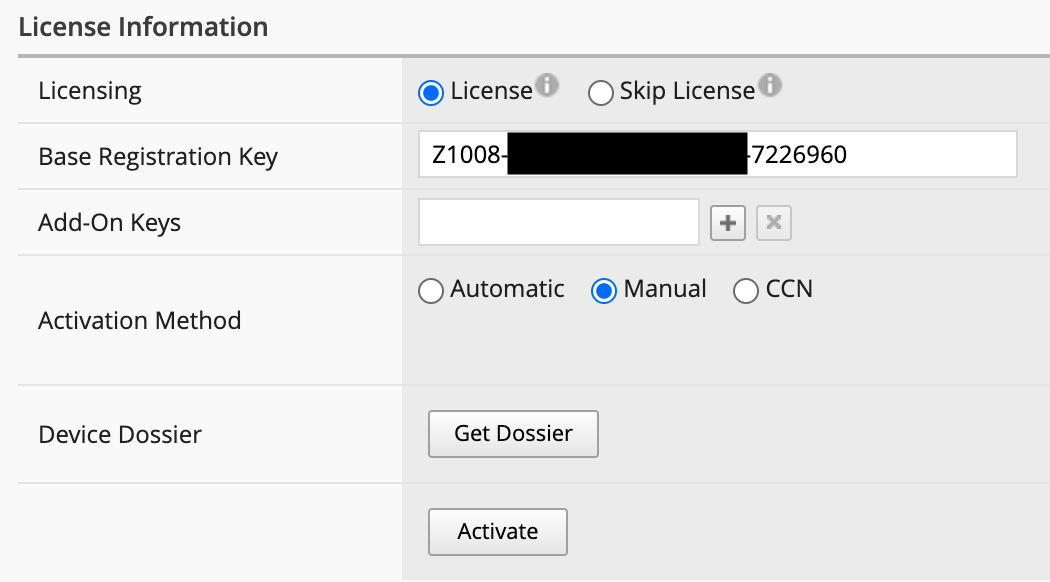 License Information
Licensing License Skip License
Base Registration Key Z1008- -7226960
Add-On Keys
Automatic Manual CCN
Activation Method
Device Dossier Get Dossier
Activate